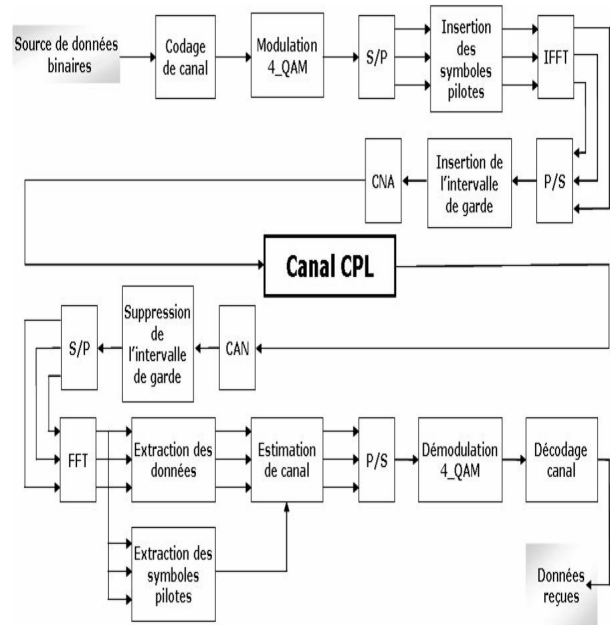 Source de données
binaires
Codage
de canal
Modulation
4_QAM
S/P
Insertion
des
symboles
pilotes
IFFT
CNA
Insertion de
l'intervalle
de garde
P/S
Canal CPL
S/P
Suppression
de
l'intervalle
de garde
CAN
FFT
Extraction des
données
Estimation
de canal
P/S
Démodulation
4_QAM
Décodage
canal
Extraction des
symboles
pilotes
Données
reçues